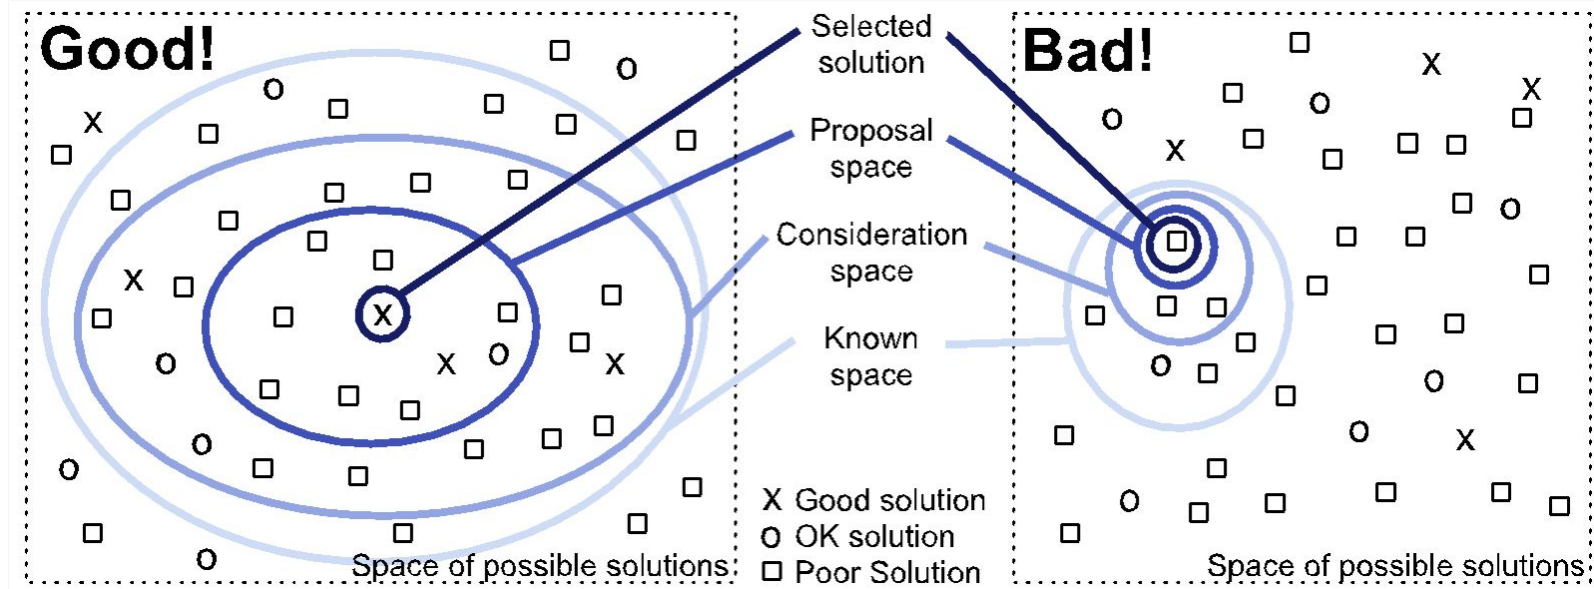 Good!
Selected
solution
Bad!
Proposal
space
Consideration
space
Known
space
X Good solution
O OK solution
□ Poor Solution
Space of possible solutions
Space of possible solutions